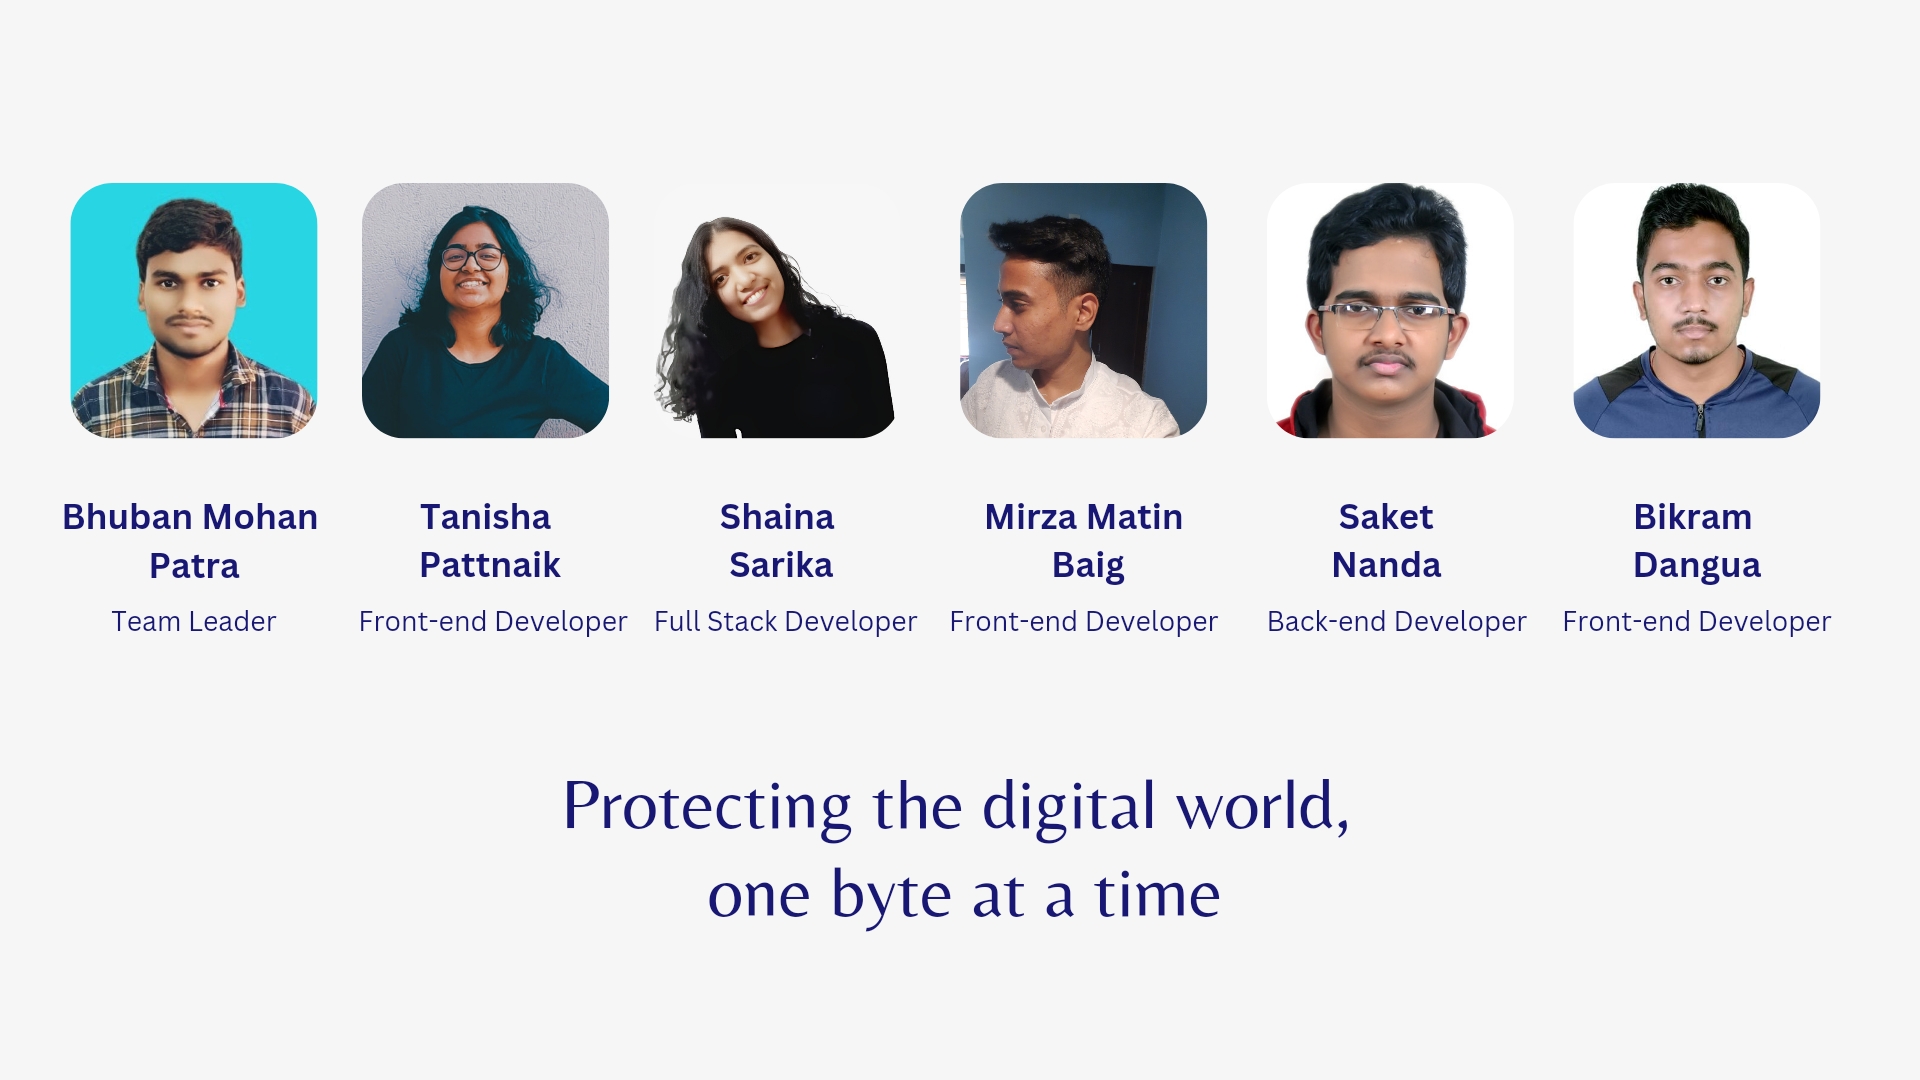 Bhuban Mohan
Patra
Team Leader
Tanisha
Pattnaik
Front-end Developer
Shaina
Sarika
Full Stack Developer
Mirza Matin
Baig
Front-end Developer
Saket
Nanda
Back-end Developer
Bikram
Dangua
Front-end Developer
Protecting the digital world,
one byte at a time